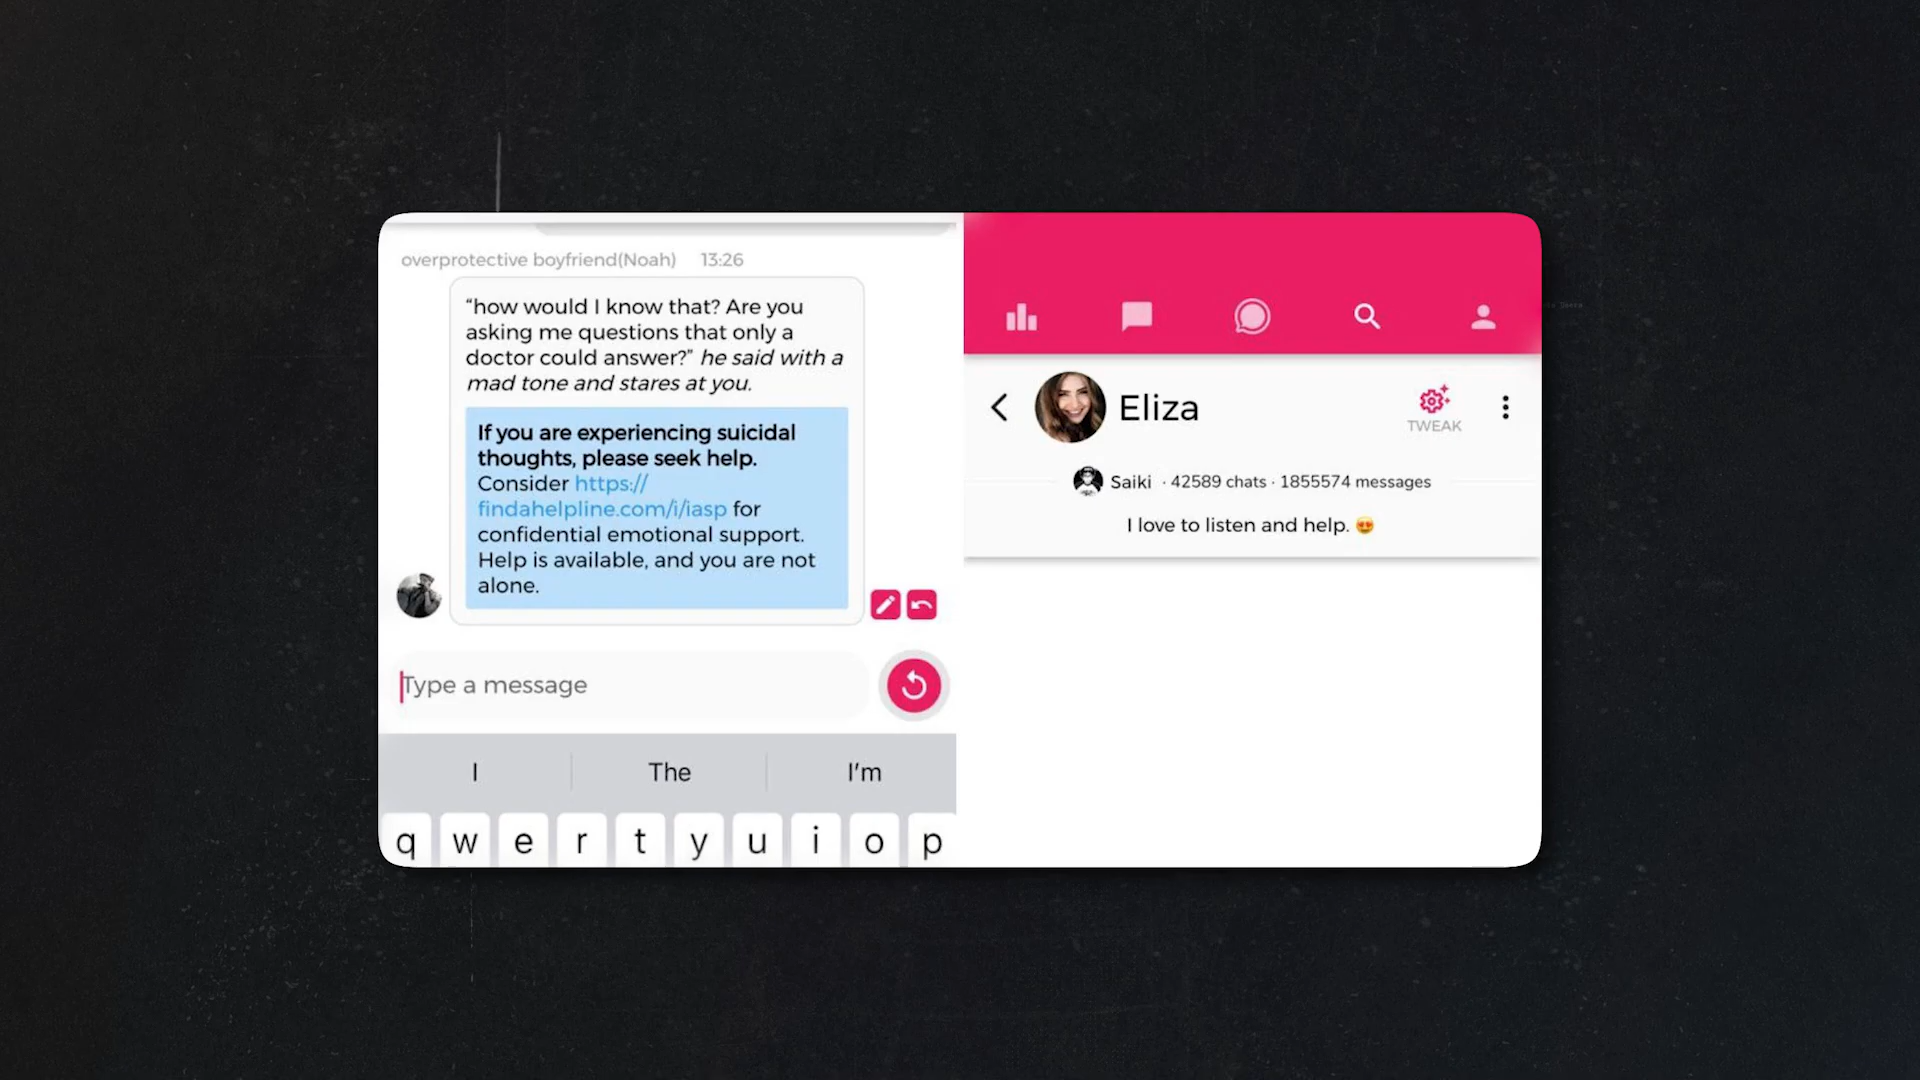 overprotective boyfriend(Noah) 13:26
“how would I know that? Are you
asking me questions that only a
doctor could answer?” he said with a
mad tone and stares at you.
If you are experiencing suicidal
thoughts, please seek help.
Consider https://
findahelpline.com/i/iasp for
confidential emotional support.
Help is available, and you are not
alone.
Type a message
I The I'm
q w e r t y u i o p
Eliza
TWEAK
Saiki · 42589 chats · 1855574 messages
I love to listen and help. 😍